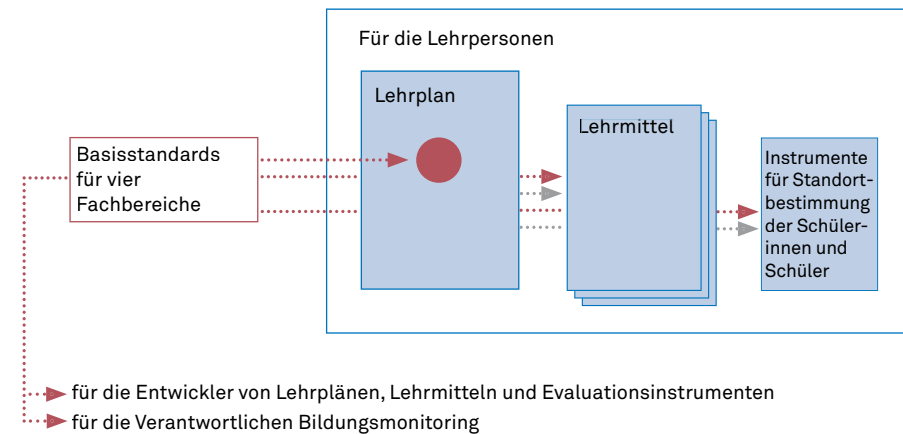 Für die Lehrpersonen
Lehrplan
Lehrmittel
Basisstandards
für vier
Fachbereiche
Instrumente
für Standort-
bestimmung
der Schüler-
innen und
Schüler
für die Entwickler von Lehrplänen, Lehrmitteln und Evaluationsinstrumenten
für die Verantwortlichen Bildungsmonitoring